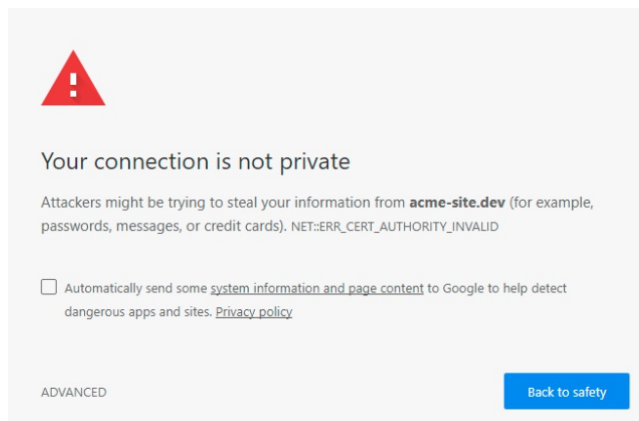 !
Your connection is not private
Attackers might be trying to steal your information from acme-site.dev (for example,
passwords, messages, or credit cards). NET::ERR_CERT_AUTHORITY_INVALID
Automatically send some system information and page content to Google to help detect
dangerous apps and sites. Privacy policy
ADVANCED
Back to safety